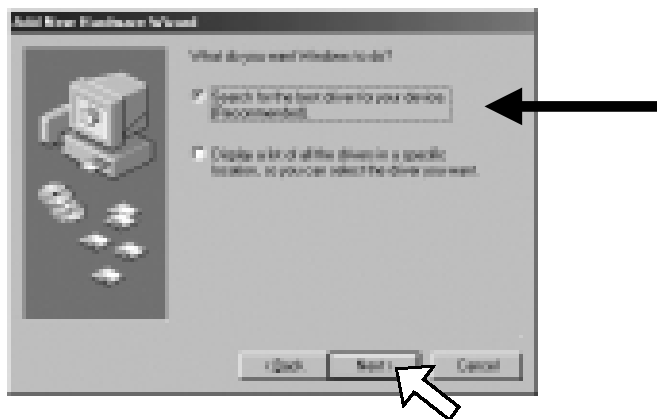 Add New Hardware Wizard
What do you want Windows to do?
Search for the best driver for your device.
(Recommended).
Display a list of all the drivers in a specific
location, so you can select the driver you want.
< Back
Next >
Cancel